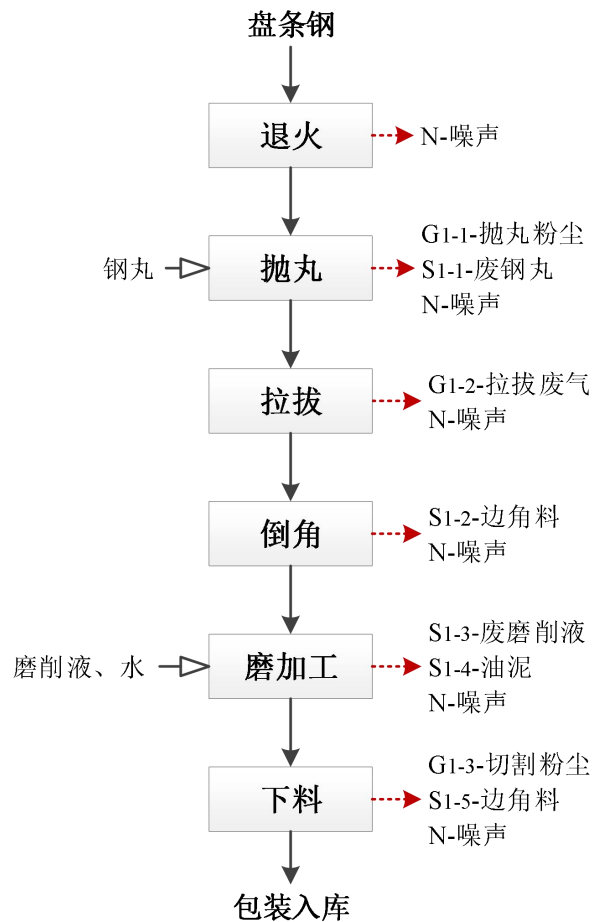 盘条钢
退火
N-噪声
钢丸
抛丸
G1-1-抛丸粉尘
S1-1-废钢丸
N-噪声
拉拔
G1-2-拉拔废气
N-噪声
倒角
S1-2-边角料
N-噪声
磨削液、水
磨加工
S1-3-废磨削液
S1-4-油泥
N-噪声
下料
G1-3-切割粉尘
S1-5-边角料
N-噪声
包装入库